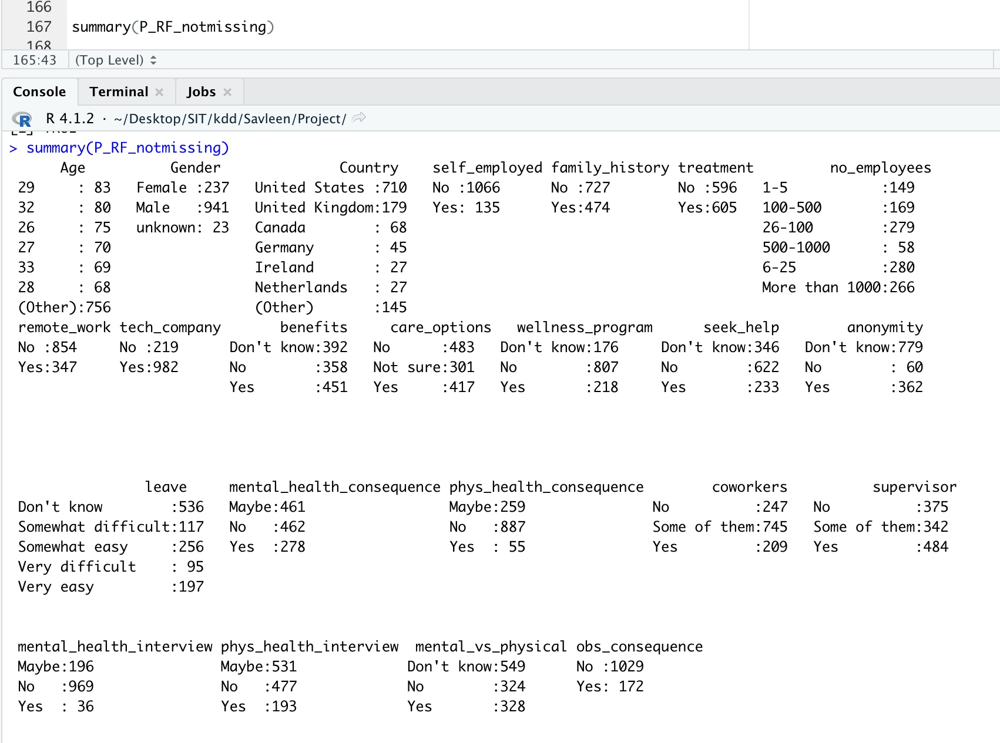 166
167 summary(P_RF_notmissing)
168
165:43 (Top Level)
Console Terminal Jobs
R 4.1.2 · ~/Desktop/SIT/kdd/Savleen/Project/
> summary(P_RF_notmissing)
Age Gender Country self_employed family_history treatment no_employees
29 : 83 Female :237 United States :710 No :1066 No :727 No :596 1-5 :149
32 : 80 Male :941 United Kingdom:179 Yes: 135 Yes:474 Yes:605 100-500 :169
26 : 75 unknown: 23 Canada : 68 26-100 :279
27 : 70 Germany : 45 500-1000 : 58
33 : 69 Ireland : 27 6-25 :280
28 : 68 Netherlands : 27 More than 1000:266
(Other):756 (Other) :145
remote_work tech_company benefits care_options wellness_program seek_help anonymity
No :854 No :219 Don't know:392 No :483 Don't know:176 Don't know:346 Don't know:779
Yes:347 Yes:982 No :358 Not sure:301 No :807 No :622 No : 60
Yes :451 Yes :417 Yes :218 Yes :233 Yes :362
leave mental_health_consequence phys_health_consequence coworkers supervisor
Don't know :536 Maybe:461 Maybe:259 No :247 No :375
Somewhat difficult:117 No :462 No :887 Some of them:745 Some of them:342
Somewhat easy :256 Yes :278 Yes : 55 Yes :209 Yes :484
Very difficult : 95
Very easy :197
mental_health_interview phys_health_interview mental_vs_physical obs_consequence
Maybe:196 Maybe:531 Don't know:549 No :1029
No :969 No :477 No :324 Yes: 172
Yes : 36 Yes :193 Yes :328